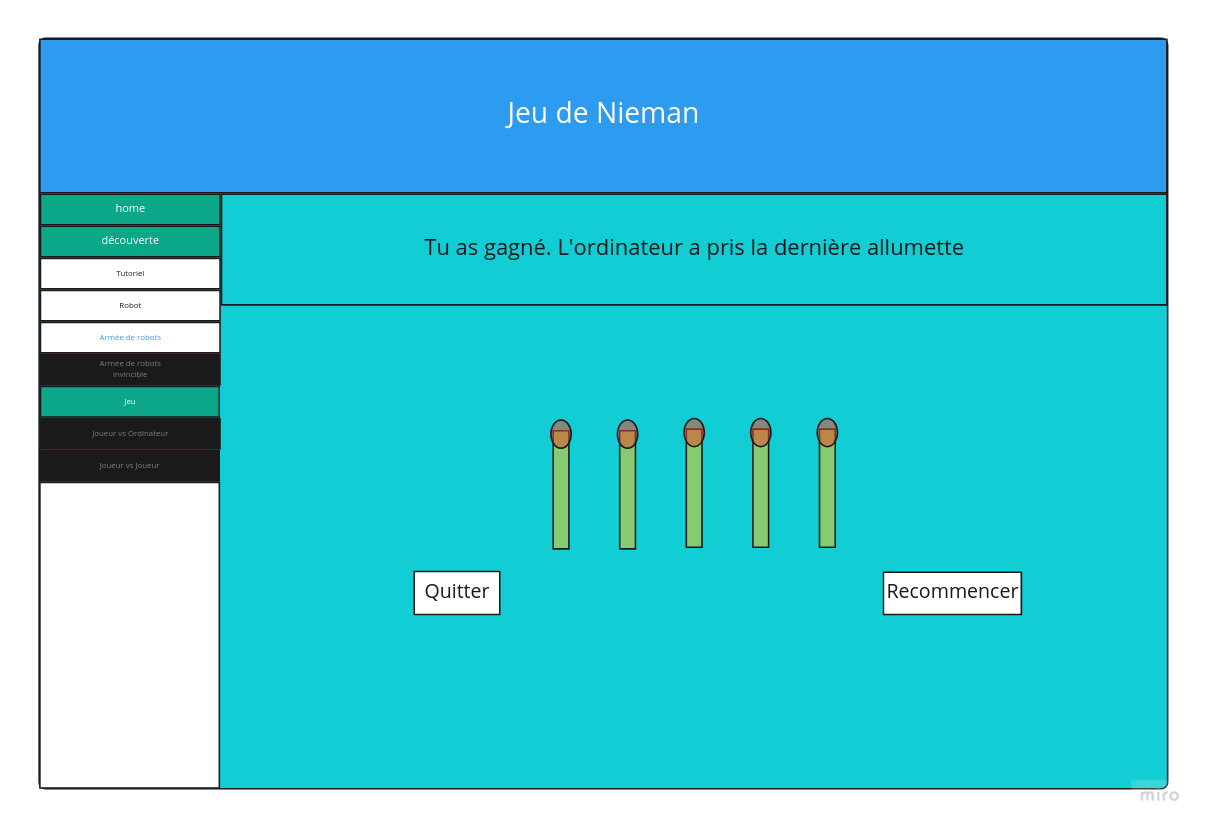 Jeu de Nieman
home
découverte
Tutoriel
Robot
Armée de robots
Armée de robots
invincible
Jeu
Joueur vs Ordinateur
Joueur vs Joueur
Tu as gagné. L'ordinateur a pris la dernière allumette
Quitter
Recommencer
miro